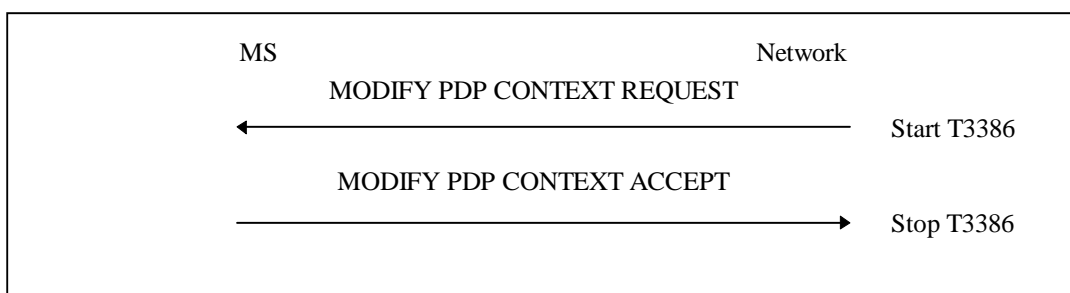 MS Network
MODIFY PDP CONTEXT REQUEST
Start T3386
MODIFY PDP CONTEXT ACCEPT
Stop T3386